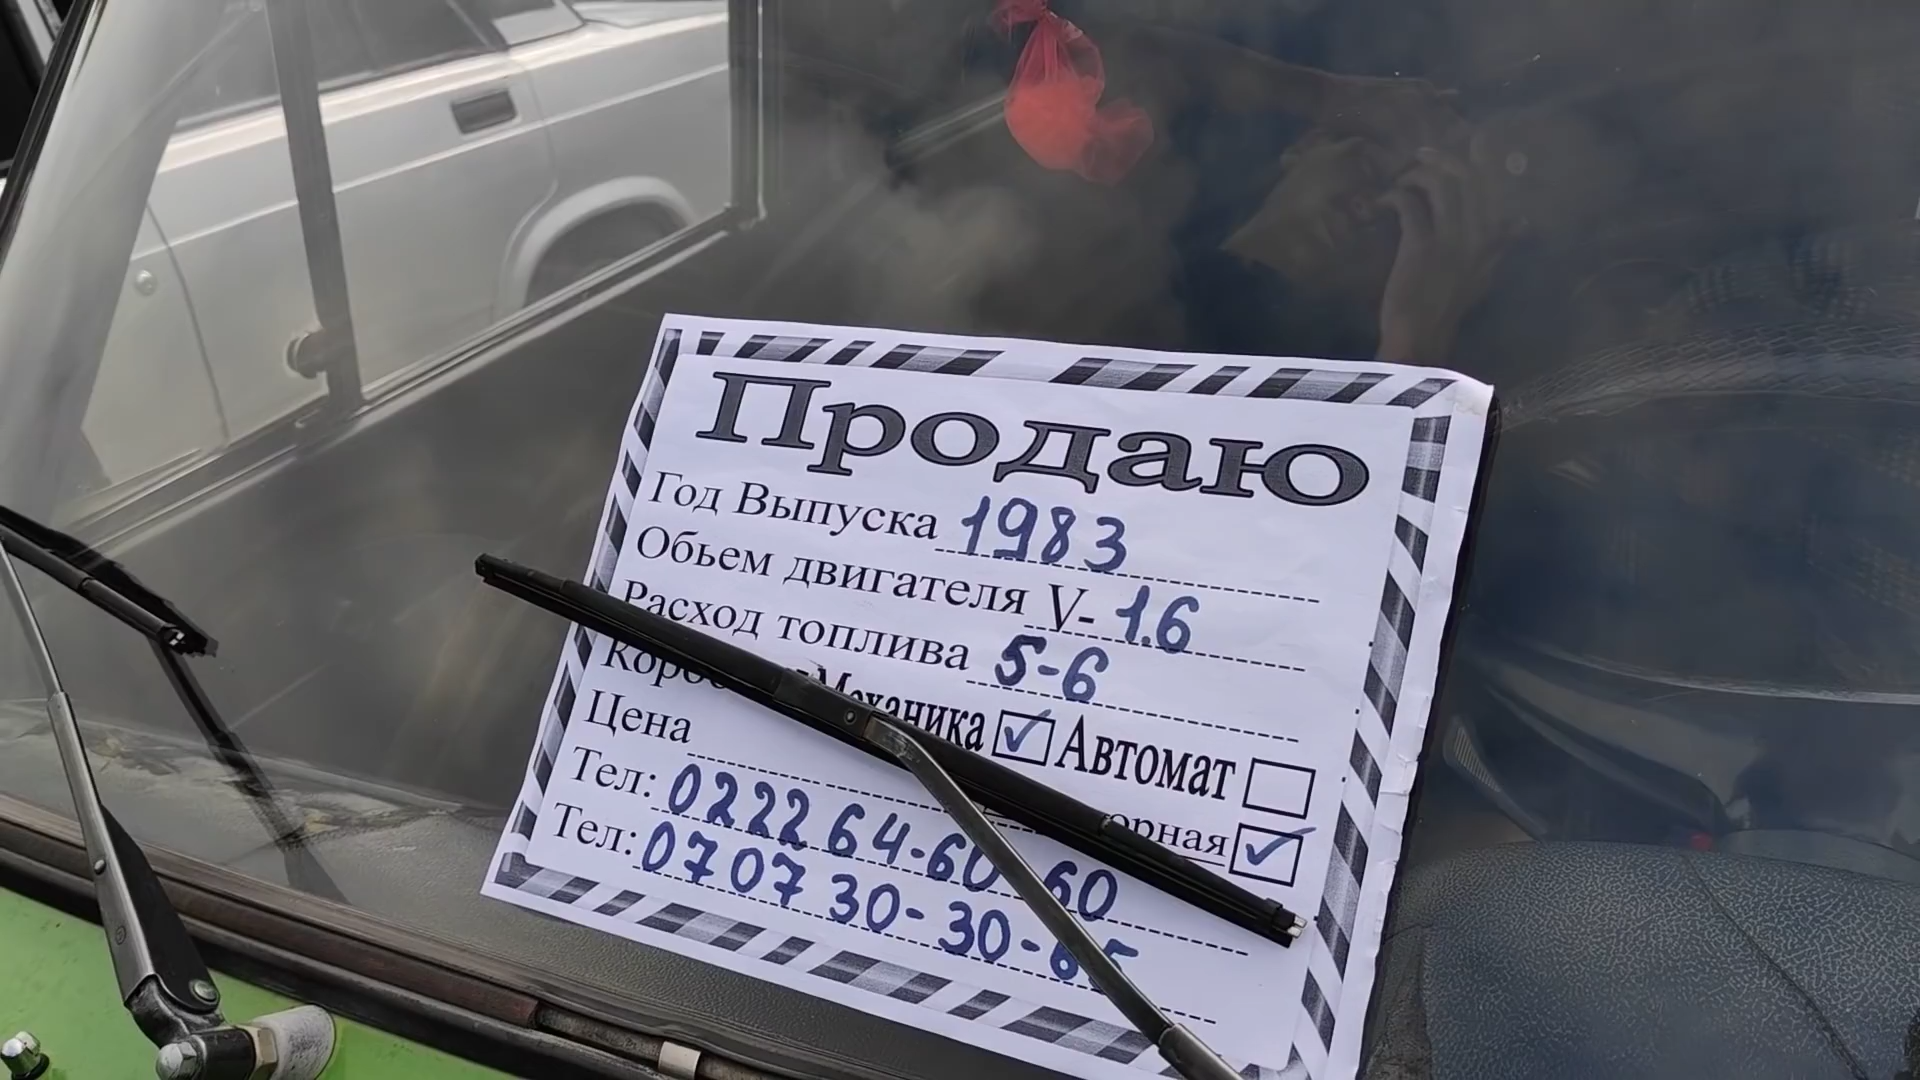 Продаю
Год Выпуска 1983
Обьем двигателя V- 1.6
Расход топлива 5-6
Механика ✓ Автомат
Цена
Тел: 0222 64-60-60
Тел: 0707 30-30-65